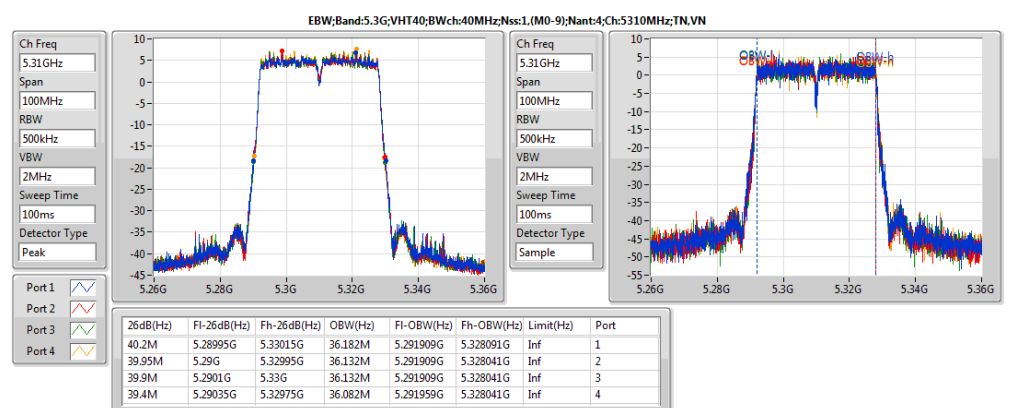 EBW;Band:5.3G;VHT40;BWch:40MHz;Nss:1,(M0-9);Nant:4;Ch:5310MHz;TN,VN
Ch Freq
5.31GHz
Span
100MHz
RBW
500kHz
VBW
2MHz
Sweep Time
100ms
Detector Type
Peak
10
5
0
-5
-10
-15
-20
-25
-30
-35
-40
-45
5.26G 5.28G 5.3G 5.32G 5.34G 5.36G
Ch Freq
5.31GHz
Span
100MHz
RBW
500kHz
VBW
2MHz
Sweep Time
100ms
Detector Type
Sample
10
5
0
-5
-10
-15
-20
-25
-30
-35
-40
-45
-50
-55
5.26G 5.28G 5.3G 5.32G 5.34G 5.36G
Port 1
Port 2
Port 3
Port 4
26dB(Hz) Fl-26dB(Hz) Fh-26dB(Hz) OBW(Hz) Fl-OBW(Hz) Fh-OBW(Hz) Limit(Hz) Port
40.2M 5.28995G 5.33015G 36.182M 5.291909G 5.328091G Inf 1
39.95M 5.29G 5.32995G 36.132M 5.291909G 5.328041G Inf 2
39.9M 5.2901G 5.33G 36.132M 5.291909G 5.328041G Inf 3
39.4M 5.29035G 5.32975G 36.082M 5.291959G 5.328041G Inf 4